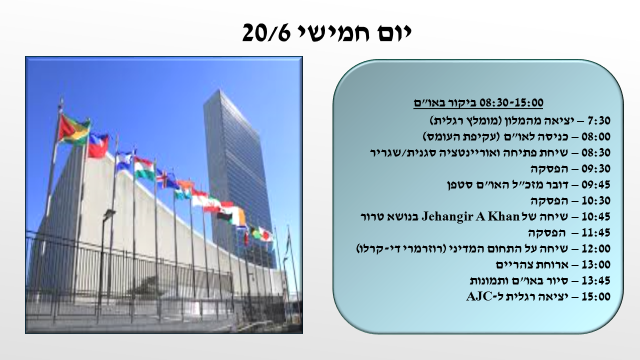 יום חמישי 20/6
08:30-15:00 ביקור באו״ם
7:30 – יציאה מהמלון (מומלץ רגלית)
08:00 – כניסה לאו״ם (עקיפת העומס)
08:30 – שיחת פתיחה ואוריינטציה סגנית/שגריר
09:30 – הפסקה
09:45 – דובר מזכ״ל האו״ם סטפן
10:30 – הפסקה
10:45 – שיחה של Jehangir A Khan בנושא טרור
11:45 – הפסקה
12:00 – שיחה על התחום המדיני (רוזמרי די-קרלו)
13:00 – ארוחת צהריים
13:45 – סיור באו״ם ותמונות
15:00 – יציאה רגלית ל-AJC